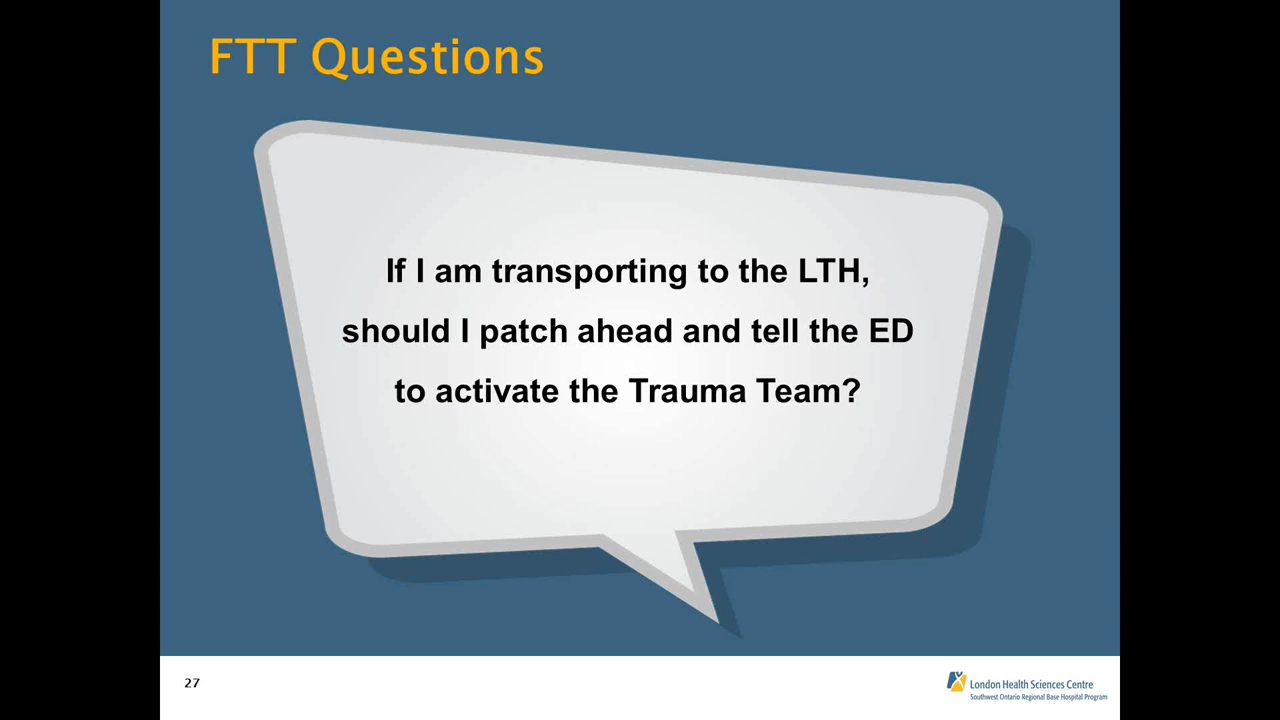 FTT Questions
If I am transporting to the LTH,
should I patch ahead and tell the ED
to activate the Trauma Team?
27
London Health Sciences Centre
Southwest Ontario Regional Base Hospital Program